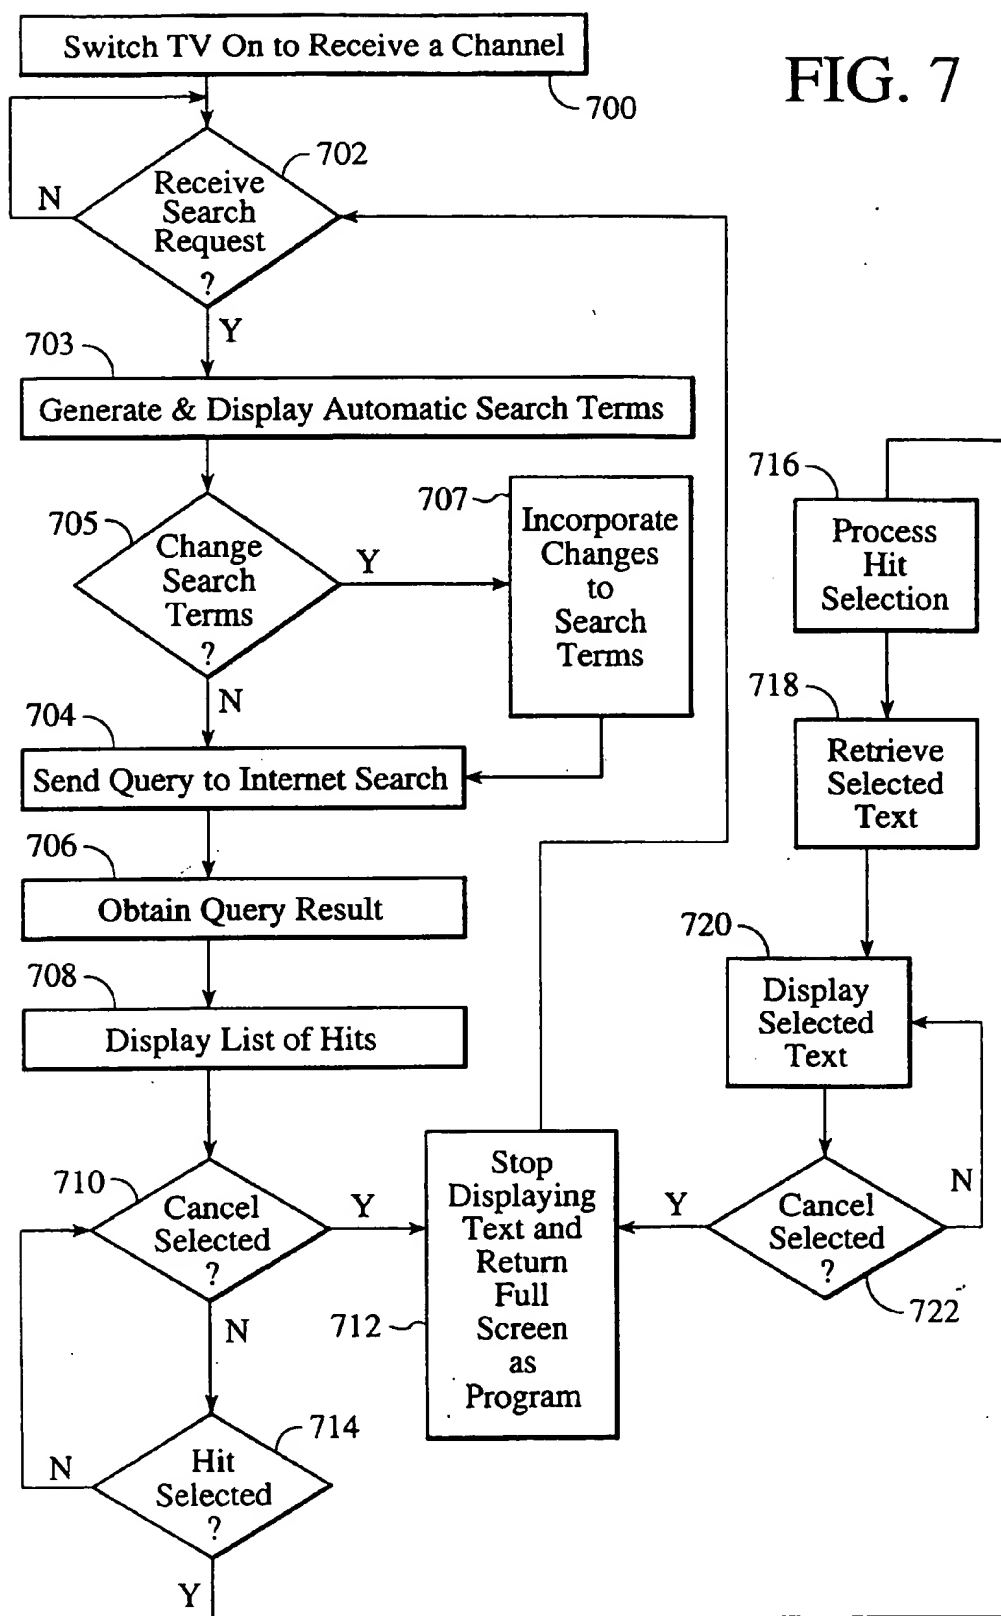 Switch TV On to Receive a Channel
FIG. 7
700
702
Receive
Search
Request
?
N
Y
703
Generate & Display Automatic Search Terms
705
Change
Search
Terms
?
Y
N
707
Incorporate
Changes
to
Search
Terms
704
Send Query to Internet Search
706
Obtain Query Result
708
Display List of Hits
710
Cancel
Selected
?
Y
N
712
Stop
Displaying
Text and
Return
Full
Screen
as
Program
714
Hit
Selected
?
N
Y
716
Process
Hit
Selection
718
Retrieve
Selected
Text
720
Display
Selected
Text
Cancel
Selected
?
Y
N
722